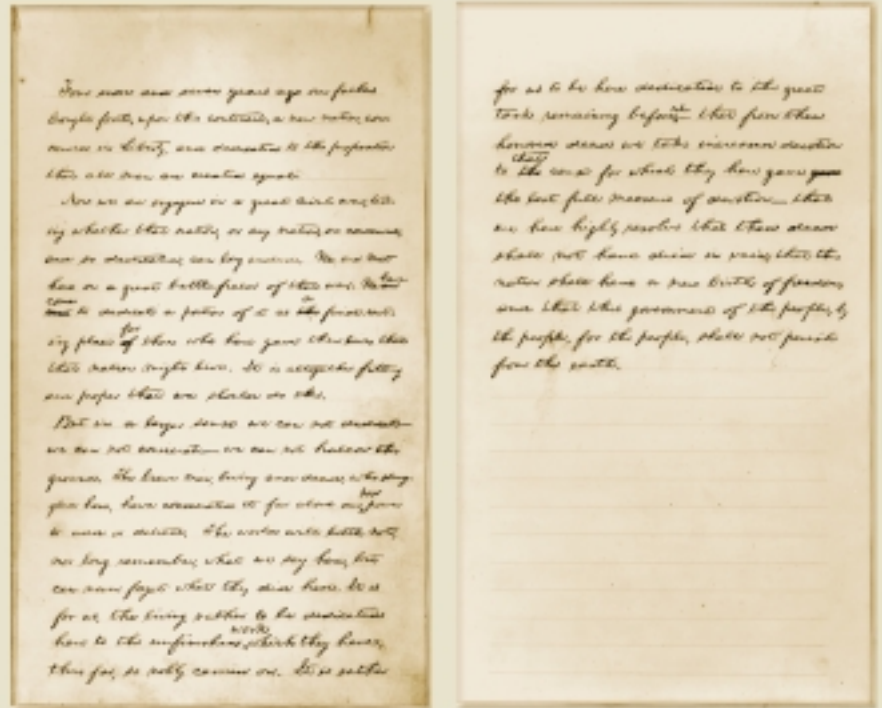 Four score and seven years ago our fathers
brought forth, upon this continent, a new nation, con-
ceived in Liberty, and dedicated to the proposition
that all men are created equal.
Now we are engaged in a great civil war, test-
ing whether that nation, or any nation, so conceived,
and so dedicated, can long endure. We are met
here on a great battlefield of that war. We have
come to dedicate a portion of it as a final rest-
ing place for those who here gave their lives that
that nation might live. It is altogether fitting
and proper that we should do this.
But in a larger sense we can not dedicate—
we can not consecrate— we can not hallow this
ground. The brave men, living and dead, who strug-
gled here, have consecrated it far above our poor power
to add or detract. The world will little note,
nor long remember, what we say here, but
can never forget what they did here. It is
for us, the living, rather to be dedicated
here to the unfinished work which they have,
thus far, so nobly carried on. It is rather
for us to be here dedicated to the great
task remaining before us— that from these
honored dead we take increased devotion
to that cause for which they here gave gave
the last full measure of devotion— that
we here highly resolve that these dead
shall not have died in vain; that this
nation shall have a new birth of freedom;
and that this government of the people, by
the people, for the people, shall not perish
from the earth.